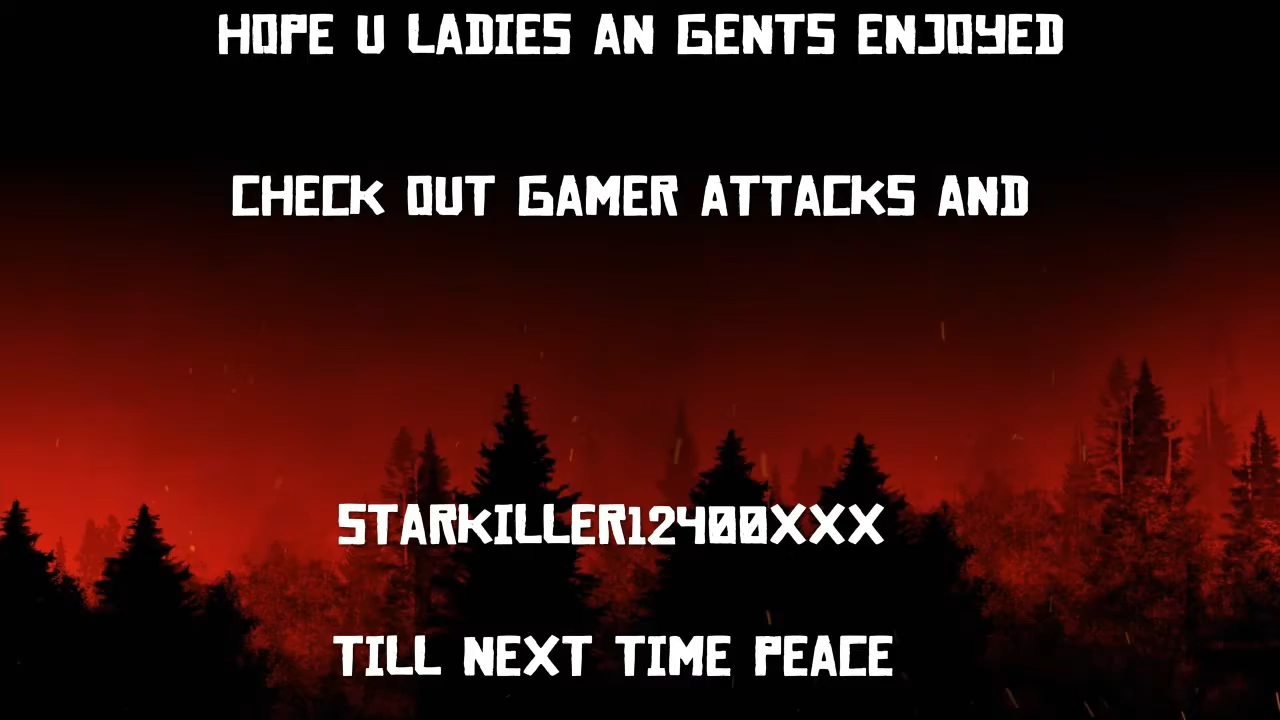 HOPE U LADIES AN GENTS ENJOYED
CHECK OUT GAMER ATTACKS AND
STARKILLER12400XXX
TILL NEXT TIME PEACE